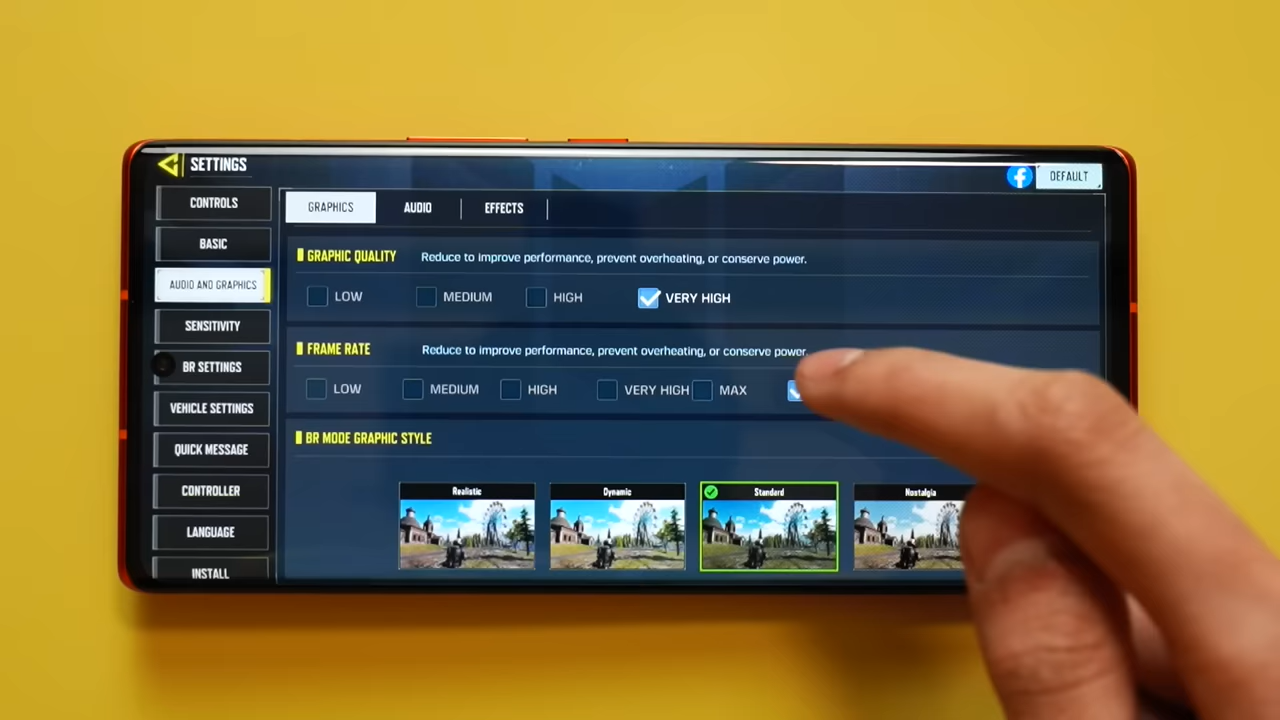 SETTINGS
DEFAULT
CONTROLS
BASIC
AUDIO AND GRAPHICS
SENSITIVITY
BR SETTINGS
VEHICLE SETTINGS
QUICK MESSAGE
CONTROLLER
LANGUAGE
INSTALL
GRAPHICS AUDIO EFFECTS
GRAPHIC QUALITY Reduce to improve performance, prevent overheating, or conserve power.
LOW MEDIUM HIGH VERY HIGH
FRAME RATE Reduce to improve performance, prevent overheating, or conserve power.
LOW MEDIUM HIGH VERY HIGH MAX
BR MODE GRAPHIC STYLE
Realistic Dynamic Standard Nostalgia